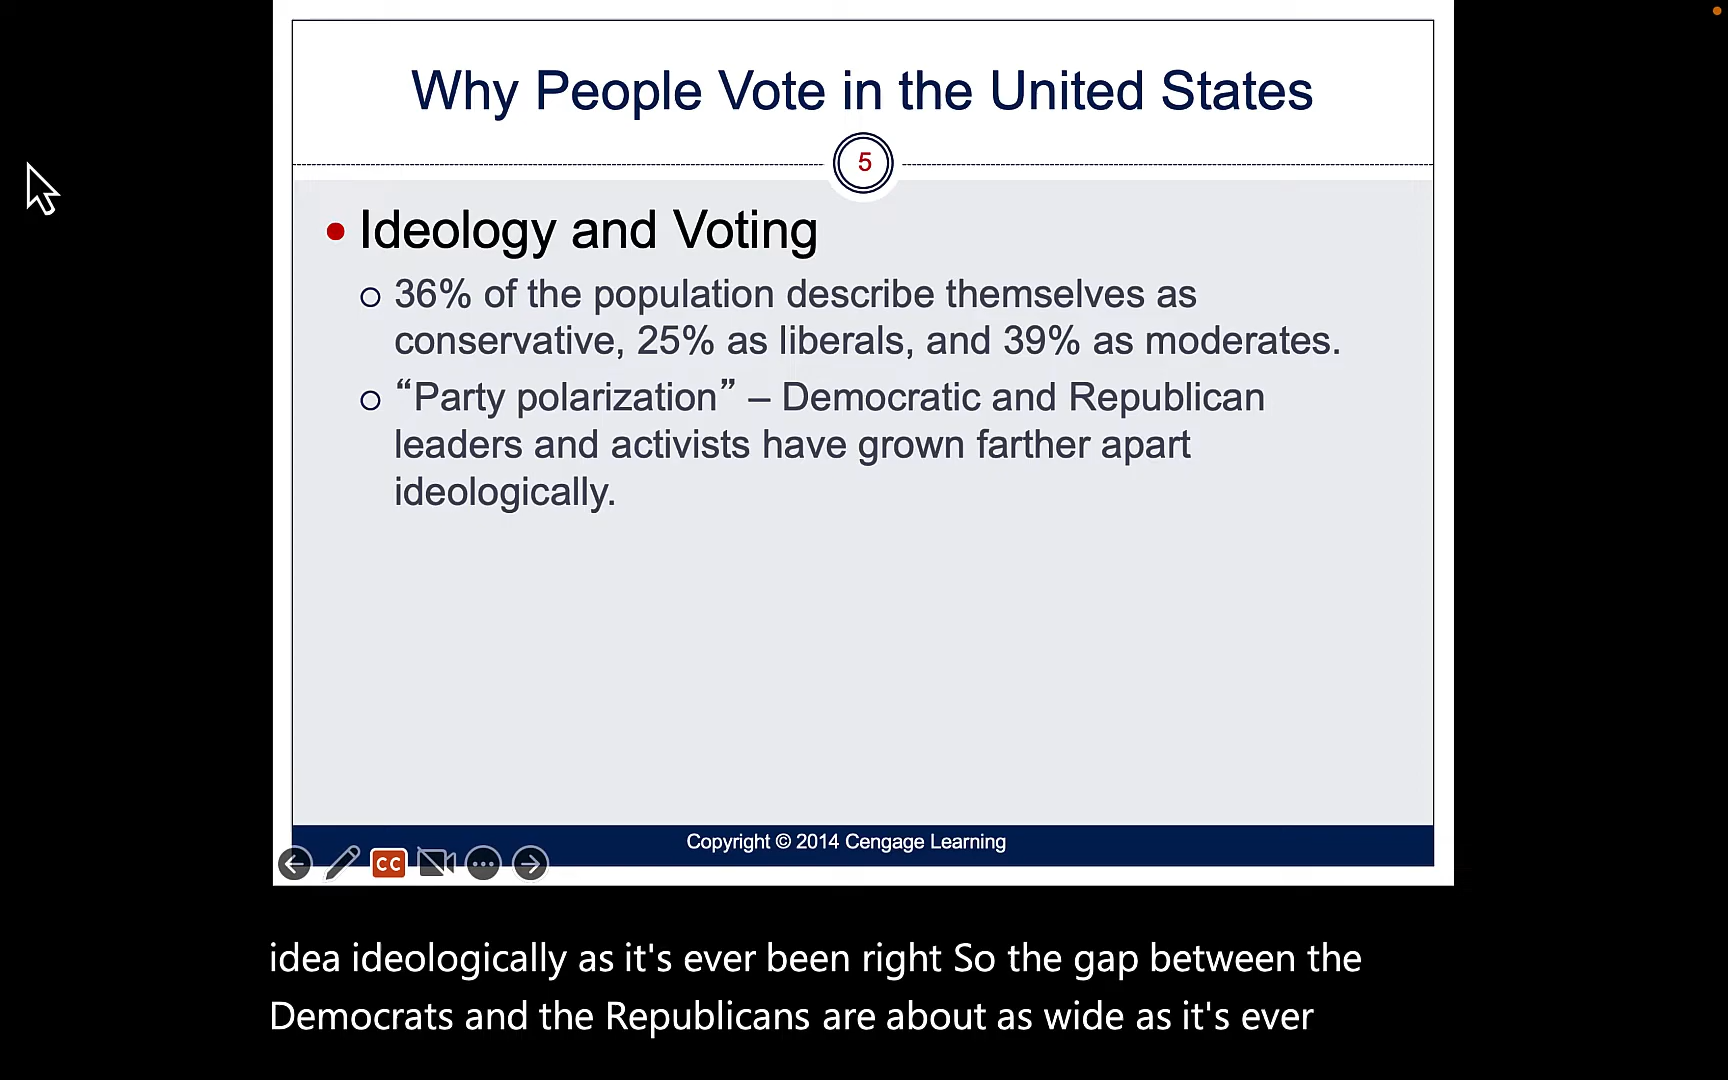 Why People Vote in the United States
5
• Ideology and Voting
o 36% of the population describe themselves as
conservative, 25% as liberals, and 39% as moderates.
o “Party polarization” – Democratic and Republican
leaders and activists have grown farther apart
ideologically.
Copyright © 2014 Cengage Learning
CC
idea ideologically as it's ever been right So the gap between the
Democrats and the Republicans are about as wide as it's ever